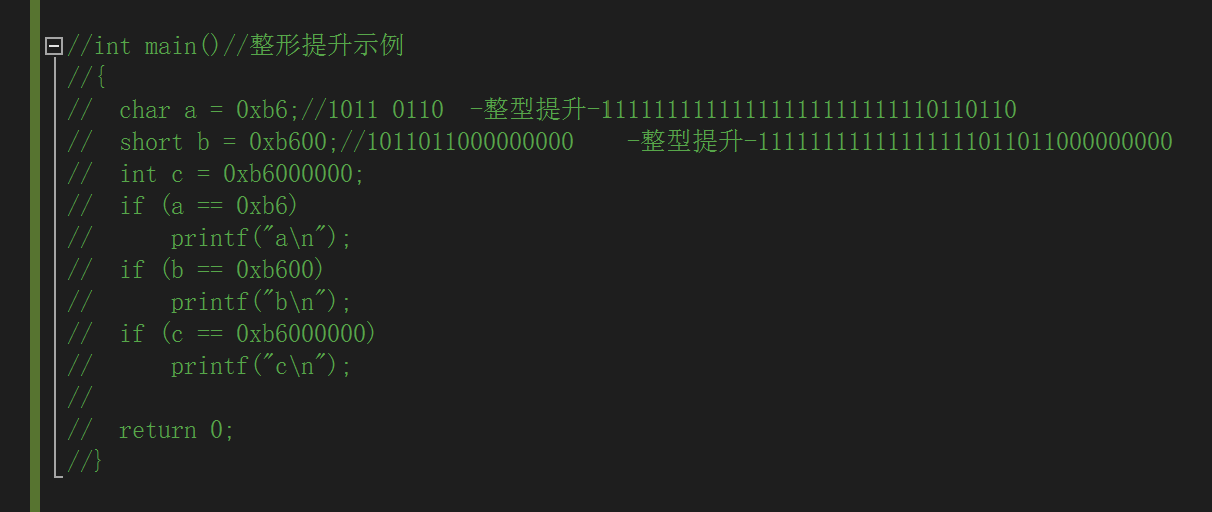 //int main()//整形提升示例
//{
//  char a = 0xb6;//1011 0110  -整型提升-11111111111111111111111110110110
//  short b = 0xb600;//1011011000000000    -整型提升-11111111111111111011011000000000
//  int c = 0xb6000000;
//  if (a == 0xb6)
//      printf("a\n");
//  if (b == 0xb600)
//      printf("b\n");
//  if (c == 0xb6000000)
//      printf("c\n");
//
//  return 0;
//}